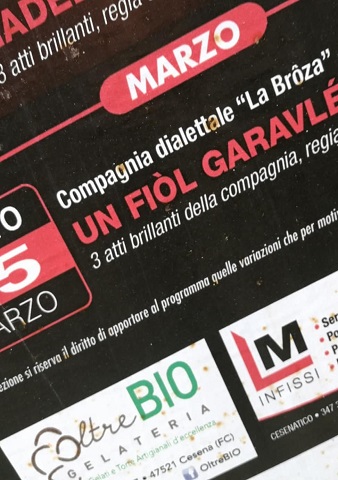 3 atti brillanti, regia
MARZO
Compagnia dialettale "La Brôza"
UN FIÒL GARAVLÉ
3 atti brillanti della compagnia, regia
5
ARZO
si riserva il diritto di apportare al programma quelle variazioni che per
OltreBIO
GELATERIA
Gelati e Torte Artigianali d'eccellenza
47521 Cesena (FC)
OltreBIO
LM
INFISSI
CESENATICO • 347